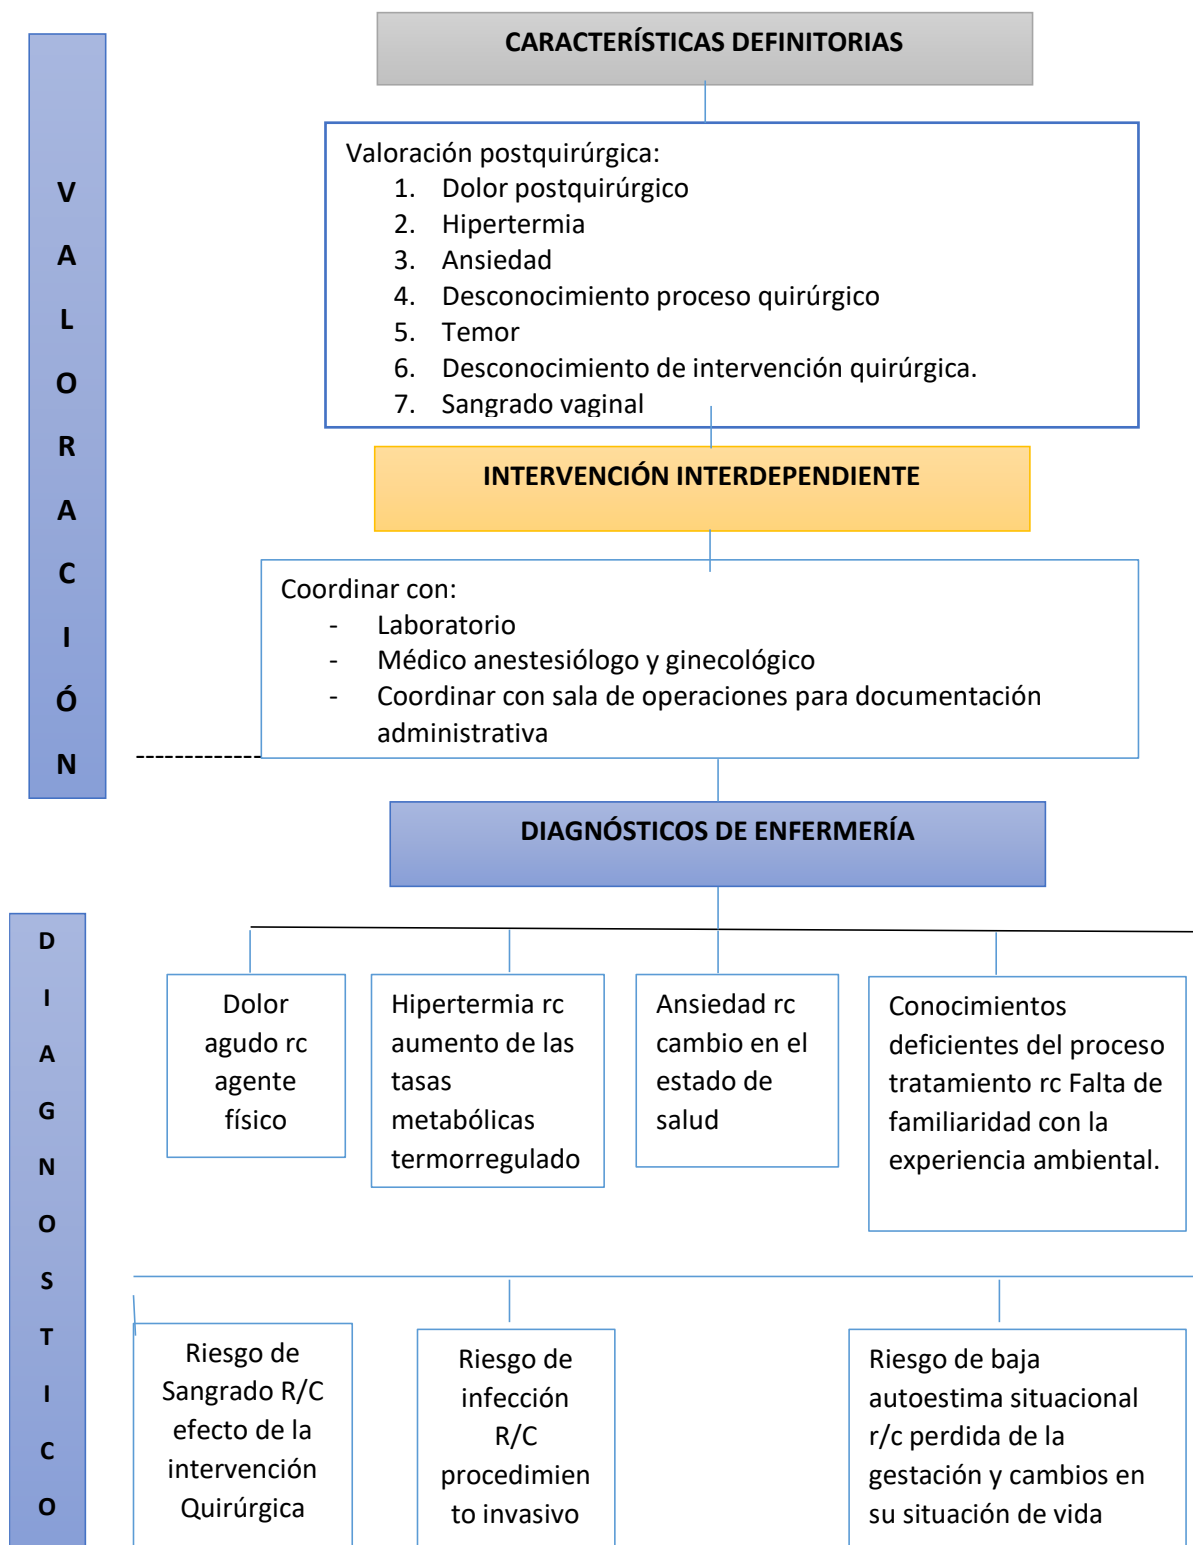 CARACTERÍSTICAS DEFINITORIAS
V
A
L
O
R
A
C
I
Ó
N
Valoración postquirúrgica:
1. Dolor postquirúrgico
2. Hipertermia
3. Ansiedad
4. Desconocimiento proceso quirúrgico
5. Temor
6. Desconocimiento de intervención quirúrgica.
7. Sangrado vaginal
INTERVENCIÓN INTERDEPENDIENTE
Coordinar con:
- Laboratorio
- Médico anestesiólogo y ginecológico
- Coordinar con sala de operaciones para documentación
administrativa
DIAGNÓSTICOS DE ENFERMERÍA
D
I
A
G
N
O
S
T
I
C
O
Dolor
agudo rc
agente
físico
Hipertermia rc
aumento de las
tasas
metabólicas
termorregulado
Ansiedad rc
cambio en el
estado de
salud
Conocimientos
deficientes del proceso
tratamiento rc Falta de
familiaridad con la
experiencia ambiental.
Riesgo de
Sangrado R/C
efecto de la
intervención
Quirúrgica
Riesgo de
infección
R/C
procedimien
to invasivo
Riesgo de baja
autoestima situacional
r/c perdida de la
gestación y cambios en
su situación de vida